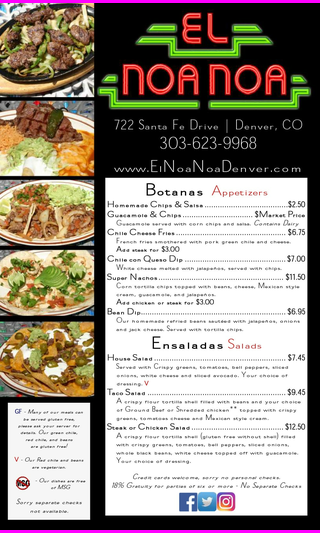 EL
NOA NOA
722 Santa Fe Drive | Denver, CO
303-623-9968
www.ElNoaNoaDenver.com
Botanas Appetizers
Homemade Chips & Salsa $2.50
Guacamole & Chips $Market Price
Guacamole served with corn chips and salsa. Contains Dairy
Chile Cheese Fries $6.75
French fries smothered with pork green chile and cheese.
Add steak for $3.00
Chile con Queso Dip $7.00
White cheese melted with jalapeños, served with chips.
Super Nachos $11.50
Corn tortilla chips topped with beans, cheese, Mexican style
cream, guacamole, and jalapeños.
Add chicken or steak for $3.00
Bean Dip $6.95
Our homemade refried beans sautéed with jalapeños, onions
and jack cheese. Served with tortilla chips.
Ensaladas Salads
House Salad $7.45
Served with Crispy greens, tomatoes, bell peppers, sliced
onions, white cheese and sliced avocado. Your choice of
dressing. V
Taco Salad $9.45
A crispy flour tortilla shell filled with beans and your choice
of Ground Beef or Shredded chicken** topped with crispy
greens, tomatoes cheese and Mexican style cream.
Steak or Chicken Salad $12.50
A crispy flour tortilla shell (gluten free without shell) filled
with crispy greens, tomatoes, bell peppers, sliced onions,
whole black beans, white cheese topped off with guacamole.
Your choice of dressing.
Credit cards welcome, sorry no personal checks.
18% Gratuity for parties of six or more - No Separate Checks
GF - Many of our meals can
be served gluten free,
please ask your server for
details. Our green chile,
red chile, and beans
are gluten free!
V - Our Red chile and beans
are vegetarian.
MSG - Our dishes are free
of MSG
Sorry separate checks
not available.